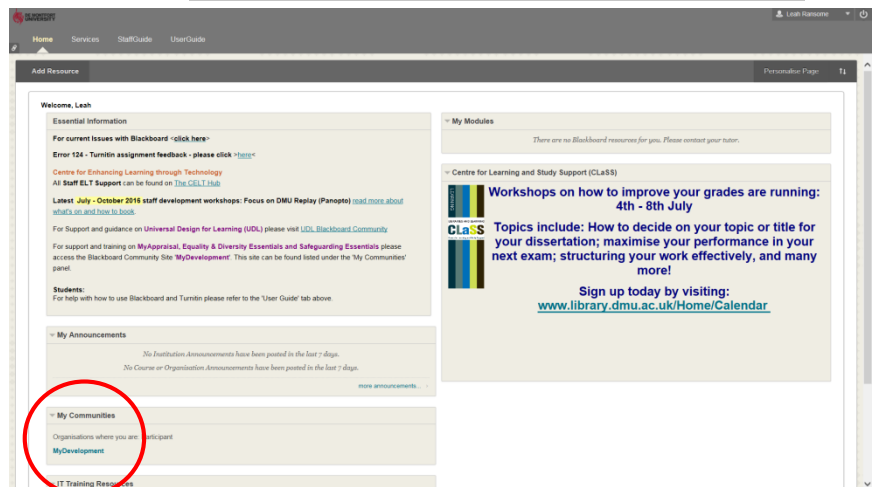 DE MONTFORT
UNIVERSITY
Leah Ransome
Home Services StaffGuide UserGuide
Add Resource
Personalise Page
Welcome, Leah
Essential Information
For current Issues with Blackboard <click here>
Error 124 - Turnitin assignment feedback - please click >here<
Centre for Enhancing Learning through Technology
All Staff ELT Support can be found on The CELT Hub
Latest July - October 2016 staff development workshops: Focus on DMU Replay (Panopto) read more about
what's on and how to book.
For Support and guidance on Universal Design for Learning (UDL) please visit UDL Blackboard Community
For support and training on MyAppraisal, Equality & Diversity Essentials and Safeguarding Essentials please
access the Blackboard Community Site 'MyDevelopment'. This site can be found listed under the 'My Communities'
panel.
Students:
For help with how to use Blackboard and Turnitin please refer to the 'User Guide' tab above.
My Announcements
No Institution Announcements have been posted in the last 7 days.
No Course or Organisation Announcements have been posted in the last 7 days.
more announcements...
My Communities
Organisations where you are: Participant
MyDevelopment
IT Training Resources
My Modules
There are no Blackboard resources for you. Please contact your tutor.
Centre for Learning and Study Support (CLaSS)
CLaSS
Workshops on how to improve your grades are running:
4th - 8th July
Topics include: How to decide on your topic or title for
your dissertation; maximise your performance in your
next exam; structuring your work effectively, and many
more!
Sign up today by visiting:
www.library.dmu.ac.uk/Home/Calendar